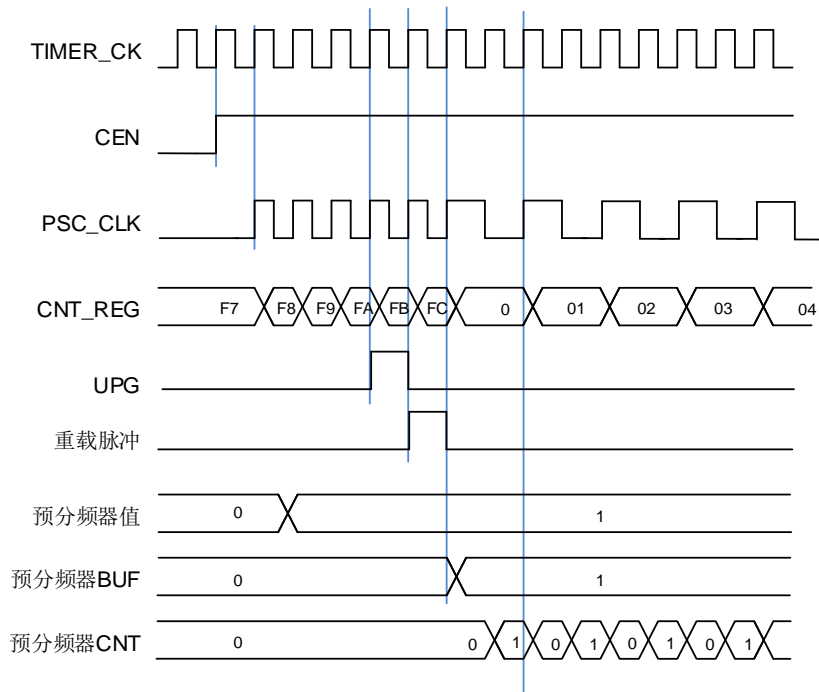 TIMER_CK
CEN
PSC_CLK
CNT_REG F7 F8 F9 FA FB FC 0 01 02 03 04
UPG
重载脉冲
预分频器值 0 1
预分频器BUF 0 1
预分频器CNT 0 0 1 0 1 0 1 0 1